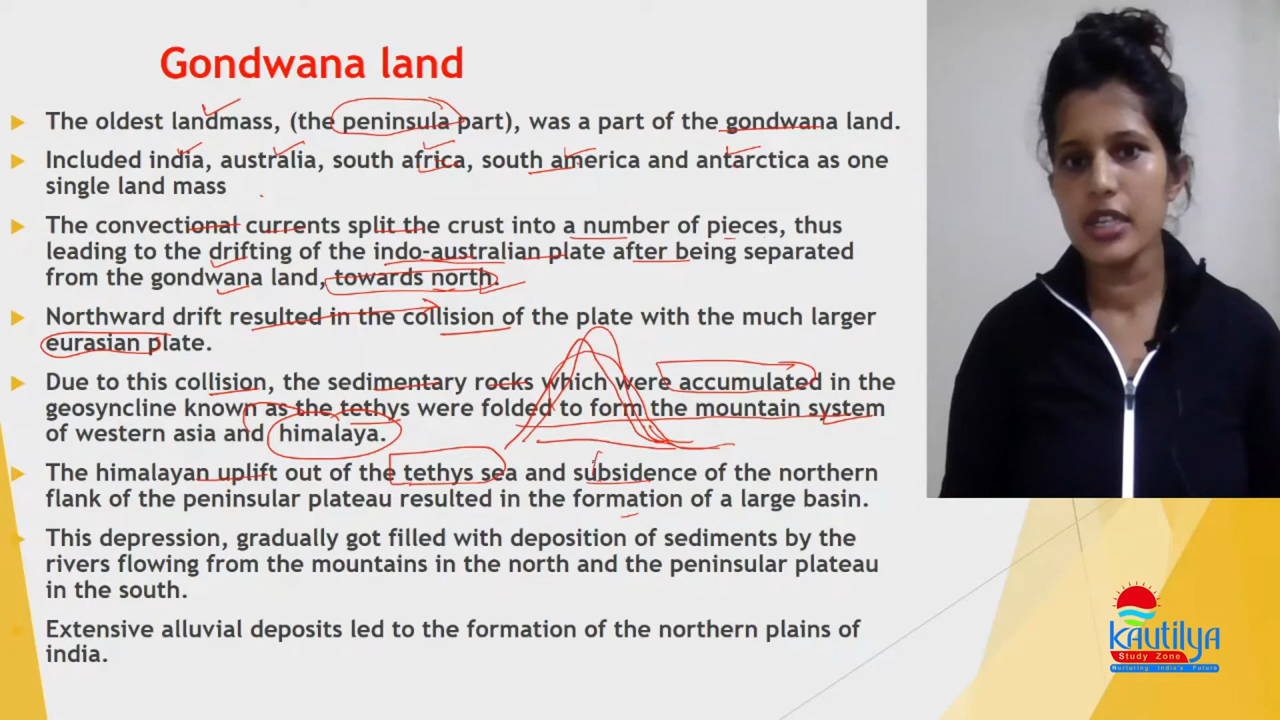 Gondwana land
The oldest landmass, (the peninsula part), was a part of the gondwana land.
Included india, australia, south africa, south america and antarctica as one
single land mass
The convectional currents split the crust into a number of pieces, thus
leading to the drifting of the indo-australian plate after being separated
from the gondwana land, towards north.
Northward drift resulted in the collision of the plate with the much larger
eurasian plate.
Due to this collision, the sedimentary rocks which were accumulated in the
geosyncline known as the tethys were folded to form the mountain system
of western asia and himalaya.
The himalayan uplift out of the tethys sea and subsidence of the northern
flank of the peninsular plateau resulted in the formation of a large basin.
This depression, gradually got filled with deposition of sediments by the
rivers flowing from the mountains in the north and the peninsular plateau
in the south.
Extensive alluvial deposits led to the formation of the northern plains of
india.
Kautilya
Study Zone
Nurturing India's Future